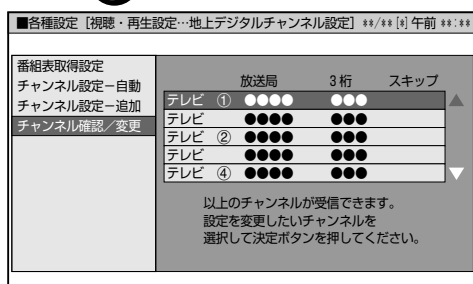 ■各種設定［視聴・再生設定…地上デジタルチャンネル設定］ **/**[*]午前 **:**
番組表取得設定
チャンネル設定－自動
チャンネル設定－追加
チャンネル確認／変更
放送局 3桁 スキップ
テレビ ① ●●●● ●●●
テレビ ●●●● ●●●
テレビ ② ●●●● ●●●
テレビ ●●●● ●●●
テレビ ④ ●●●● ●●●
以上のチャンネルが受信できます。
設定を変更したいチャンネルを
選択して決定ボタンを押してください。